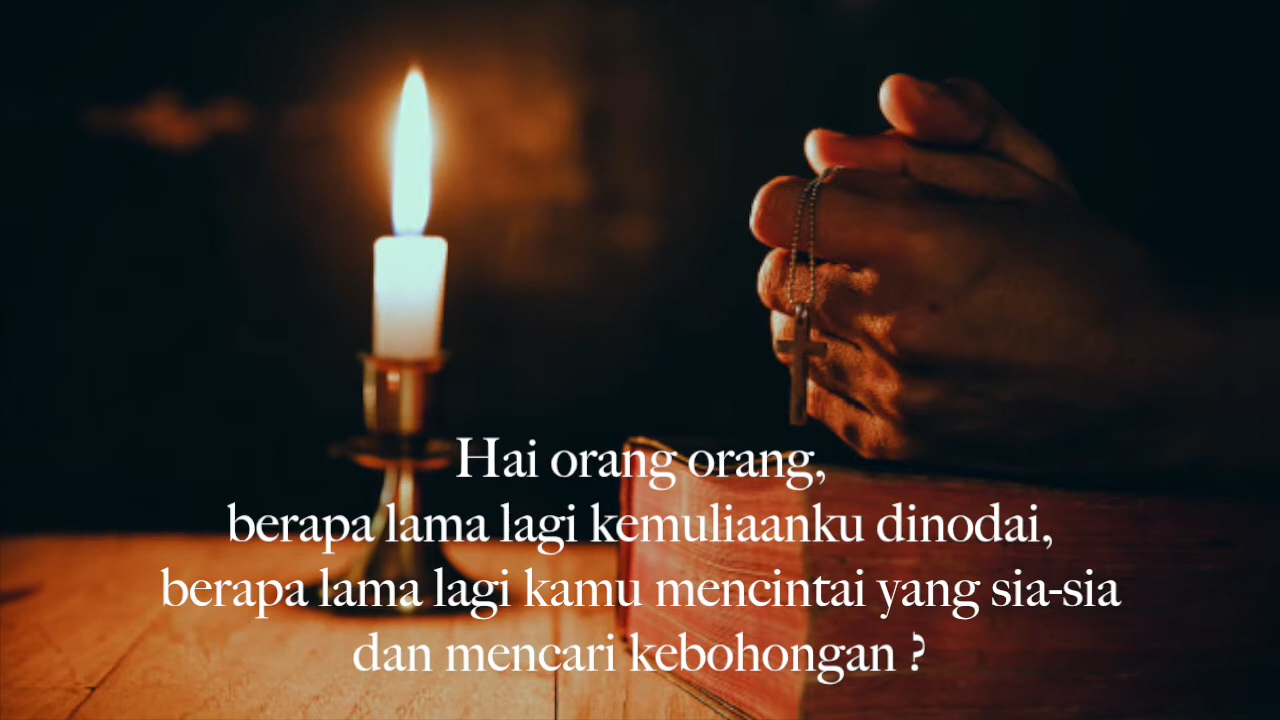 Hai orang orang,
berapa lama lagi kemuliaanku dinodai,
berapa lama lagi kamu mencintai yang sia-sia
dan mencari kebohongan ?